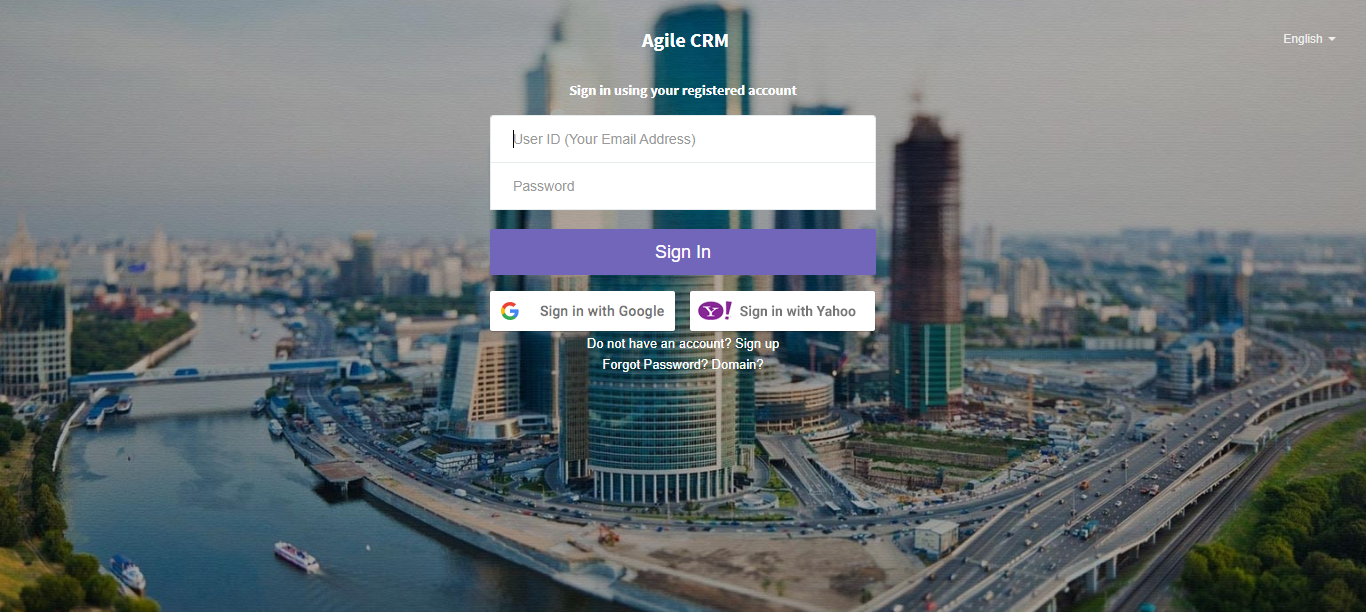 Agile CRM
English
Sign in using your registered account
User ID (Your Email Address)
Password
Sign In
Sign in with Google
Y! Sign in with Yahoo
Do not have an account? Sign up
Forgot Password? Domain?